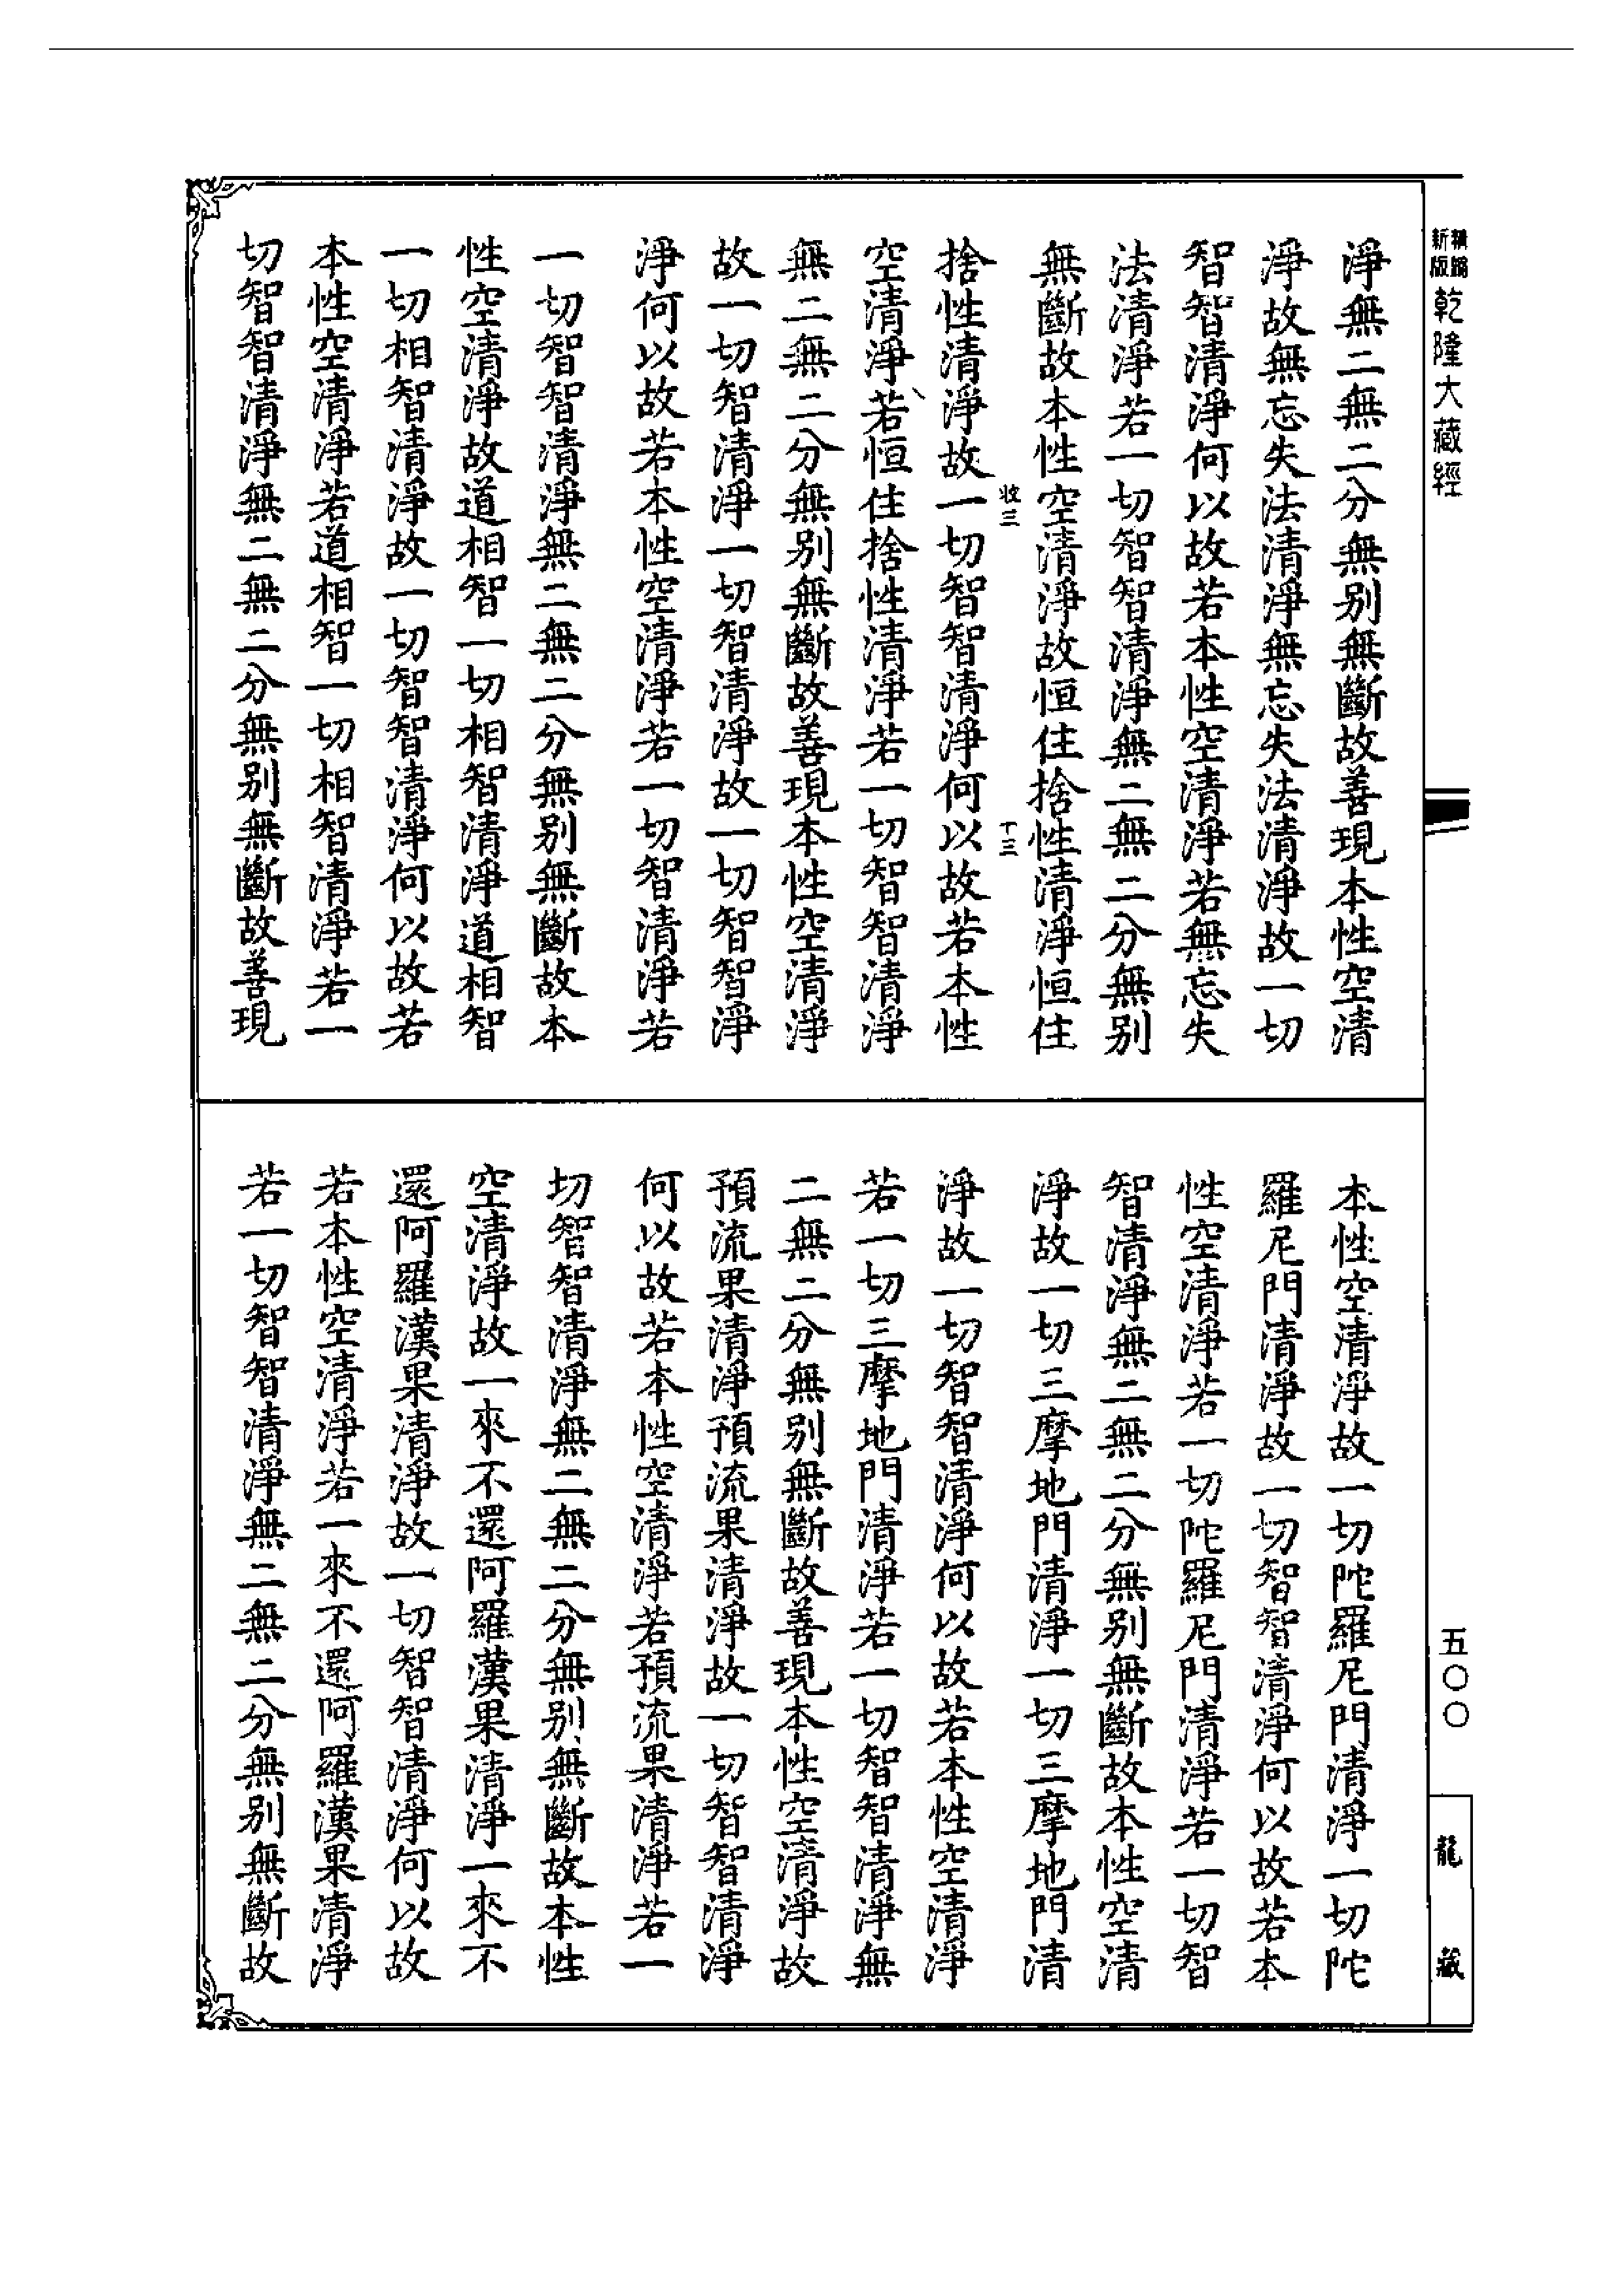 新版
乾隆大藏經
淨無二無二分無别無斷故善現本性空清
淨故無忘失法清淨無忘失法清淨故一切
智智清淨何以故若本性空清淨若無忘失
法清淨若一切智智清淨無二無二分無别
無斷故本性空清淨故恒住捨性清淨恒住
收三 十三
捨性清淨故一切智智清淨何以故若本性
空清淨若恒住捨性清淨若一切智智清淨
無二無二分無别無斷故善現本性空清淨
故一切智清淨一切智清淨故一切智智淨
淨何以故若本性空清淨若一切智清淨若
一切智智清淨無二無二分無别無斷故本
性空清淨故道相智一切相智清淨道相智
一切相智清淨故一切智智清淨何以故若
本性空清淨若道相智一切相智清淨若一
切智智清淨無二無二分無别無斷故善現
本性空清淨故一切陀羅尼門清淨一切陀
羅尼門清淨故一切智智清淨何以故若本
性空清淨若一切陀羅尼門清淨若一切智
智清淨無二無二分無别無斷故本性空清
淨故一切三摩地門清淨一切三摩地門清
淨故一切智智清淨何以故若本性空清淨
若一切三摩地門清淨若一切智智清淨無
二無二分無别無斷故善現本性空清淨故
預流果清淨預流果清淨故一切智智清淨
何以故若本性空清淨若預流果清淨若一
切智智清淨無二無二分無别無斷故本性
空清淨故一來不還阿羅漢果清淨一來不
還阿羅漢果清淨故一切智智清淨何以故
若本性空清淨若一來不還阿羅漢果清淨
若一切智智清淨無二無二分無别無斷故
五〇〇
龍藏